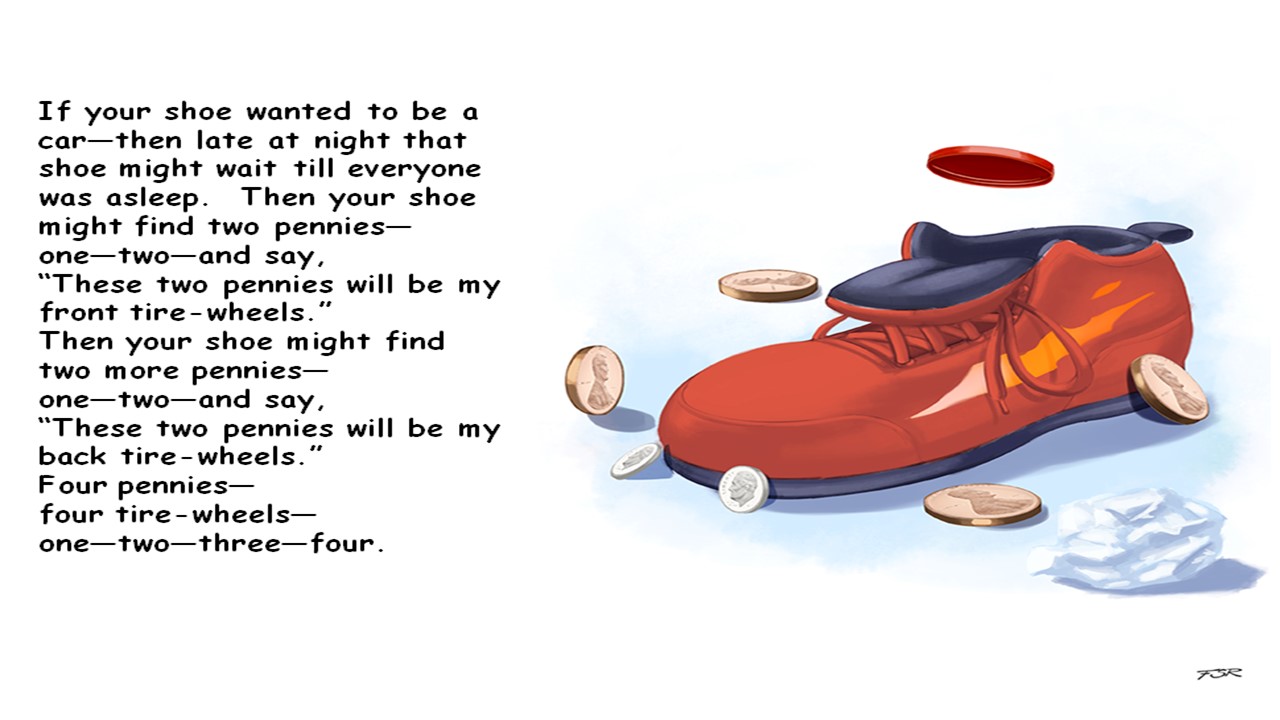 If your shoe wanted to be a
car—then late at night that
shoe might wait till everyone
was asleep.  Then your shoe
might find two pennies—
one—two—and say,
“These two pennies will be my
front tire-wheels.”
Then your shoe might find
two more pennies—
one—two—and say,
“These two pennies will be my
back tire-wheels.”
Four pennies—
four tire-wheels—
one—two—three—four.